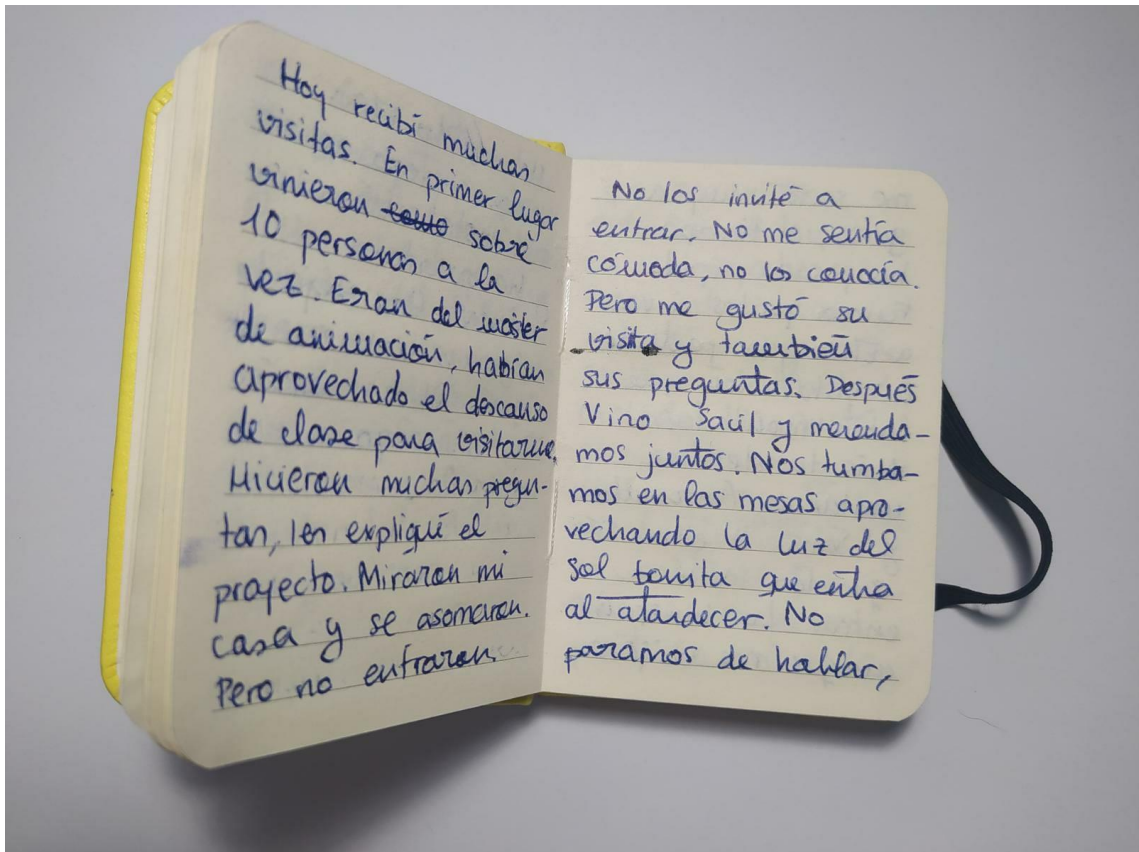 Hoy recibí muchas
visitas. En primer lugar
vinieron como sobre
10 personas a la
vez. Eran del máster
de animación, habían
aprovechado el descanso
de clase para visitarme.
Hicieron muchas pregun-
tas, les expliqué el
proyecto. Miraron mi
casa y se asomaron.
Pero no entraron
No los invité a
entrar. No me sentía
cómoda, no los conocía.
Pero me gustó su
visita y también
sus preguntas. Después
Vino Saúl y merenda-
mos juntos. Nos tumba-
mos en las mesas apro-
vechando la luz del
sol bonita que entra
al atardecer. No
paramos de hablar,